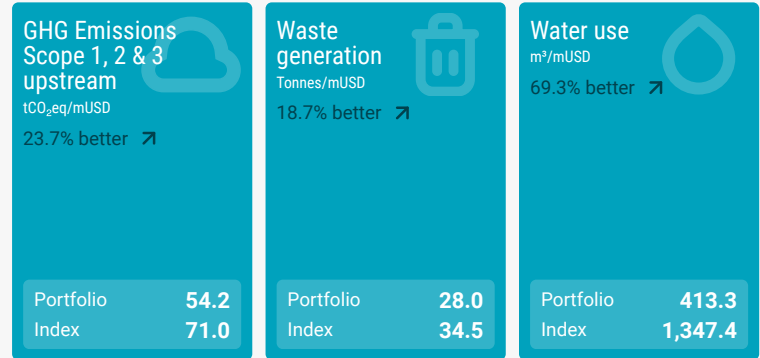 GHG Emissions
Scope 1, 2 & 3
upstream
tCO₂eq/mUSD
23.7% better
Portfolio 54.2
Index 71.0
Waste
generation
Tonnes/mUSD
18.7% better
Portfolio 28.0
Index 34.5
Water use
m³/mUSD
69.3% better
Portfolio 413.3
Index 1,347.4